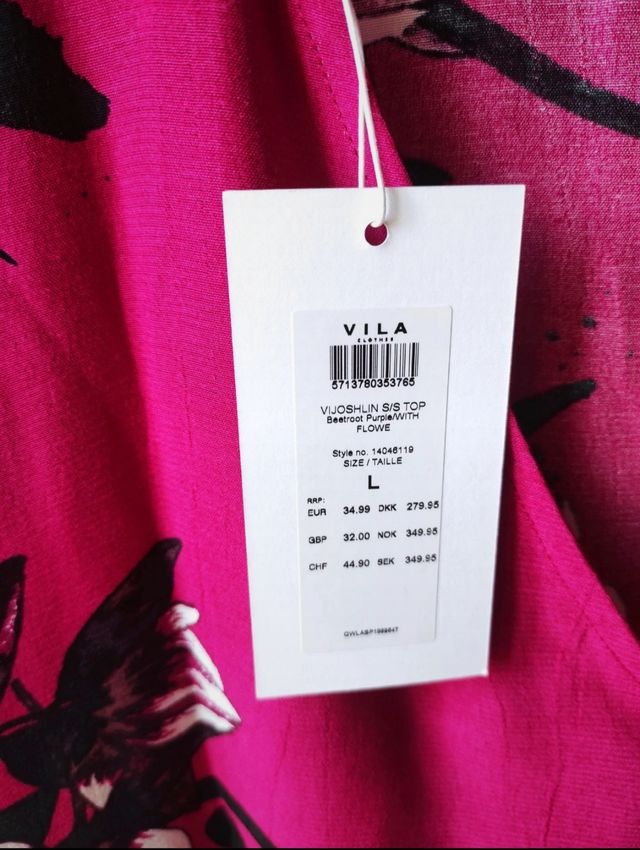 VILA
CLOTHES
5713780353765
VIJOSHLIN S/S TOP
Beetroot Purple/WITH
FLOWE
Style no. 14046119
SIZE / TAILLE
L
RRP:
EUR 34.99 DKK 279.95
GBP 32.00 NOK 349.95
CHF 44.90 SEK 349.95